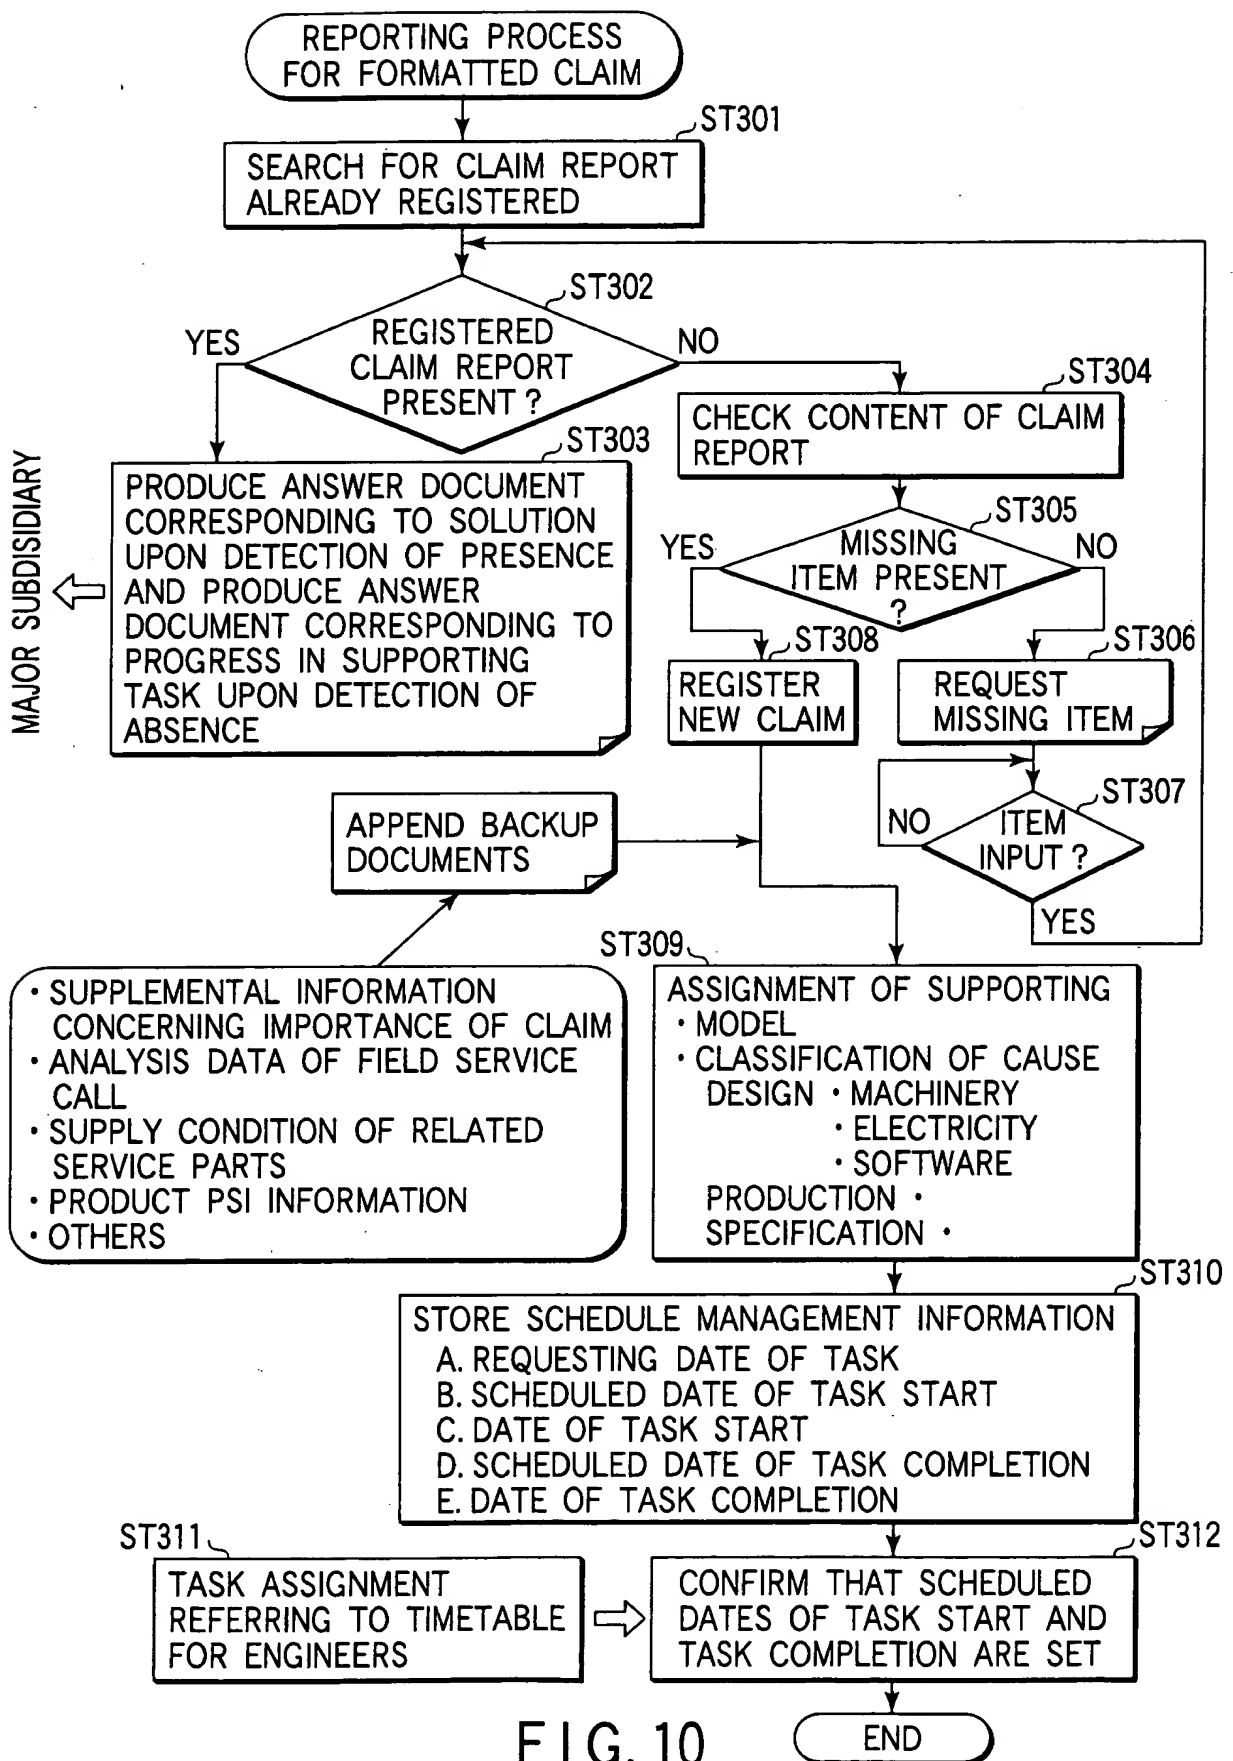 REPORTING PROCESS
FOR FORMATTED CLAIM
ST301
SEARCH FOR CLAIM REPORT
ALREADY REGISTERED
ST302
REGISTERED
CLAIM REPORT
PRESENT ?
YES
NO
ST303
PRODUCE ANSWER DOCUMENT
CORRESPONDING TO SOLUTION
UPON DETECTION OF PRESENCE
AND PRODUCE ANSWER
DOCUMENT CORRESPONDING TO
PROGRESS IN SUPPORTING
TASK UPON DETECTION OF
ABSENCE
MAJOR SUBDISIDIARY
ST304
CHECK CONTENT OF CLAIM
REPORT
ST305
MISSING
ITEM PRESENT
?
YES
NO
ST308
REGISTER
NEW CLAIM
ST306
REQUEST
MISSING ITEM
ST307
ITEM
INPUT ?
NO
YES
APPEND BACKUP
DOCUMENTS
• SUPPLEMENTAL INFORMATION
CONCERNING IMPORTANCE OF CLAIM
• ANALYSIS DATA OF FIELD SERVICE
CALL
• SUPPLY CONDITION OF RELATED
SERVICE PARTS
• PRODUCT PSI INFORMATION
• OTHERS
ST309
ASSIGNMENT OF SUPPORTING
• MODEL
• CLASSIFICATION OF CAUSE
DESIGN • MACHINERY
• ELECTRICITY
• SOFTWARE
PRODUCTION •
SPECIFICATION •
ST310
STORE SCHEDULE MANAGEMENT INFORMATION
A. REQUESTING DATE OF TASK
B. SCHEDULED DATE OF TASK START
C. DATE OF TASK START
D. SCHEDULED DATE OF TASK COMPLETION
E. DATE OF TASK COMPLETION
ST311
TASK ASSIGNMENT
REFERRING TO TIMETABLE
FOR ENGINEERS
ST312
CONFIRM THAT SCHEDULED
DATES OF TASK START AND
TASK COMPLETION ARE SET
END
FIG. 10